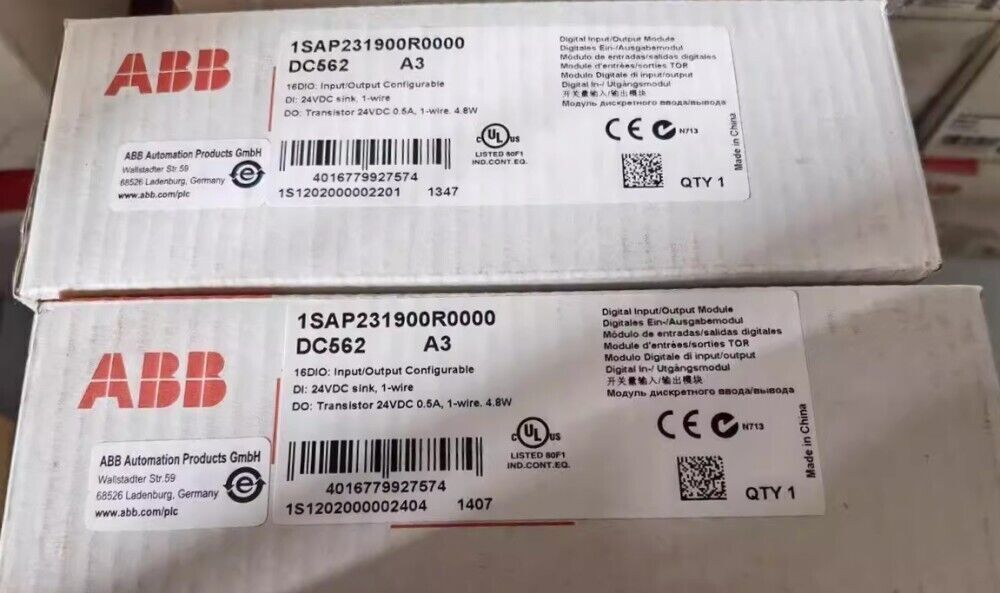 ABB
1SAP231900R0000
DC562 A3
16DIO: Input/Output Configurable
DI: 24VDC sink, 1-wire
DO: Transistor 24VDC 0.5A, 1-wire. 4.8W
Digital Input/Output Module
Digitales Ein-/Ausgabemodul
Módulo de entradas/salidas digitales
Module d'entrées/sorties TOR
Modulo Digitale di input/output
Digital In-/ Utgångsmodul
开关量输入/输出模块
Модуль дискретного ввода/вывода
ABB Automation Products GmbH
Wallstadter Str.59
68526 Ladenburg, Germany
www.abb.com/plc
4016779927574
1S1202000002201 1347
C UL US
LISTED 80F1
IND.CONT.EQ.
CE N713
QTY 1
Made in China
ABB
1SAP231900R0000
DC562 A3
16DIO: Input/Output Configurable
DI: 24VDC sink, 1-wire
DO: Transistor 24VDC 0.5A, 1-wire. 4.8W
Digital Input/Output Module
Digitales Ein-/Ausgabemodul
Módulo de entradas/salidas digitales
Module d'entrées/sorties TOR
Modulo Digitale di input/output
Digital In-/ Utgångsmodul
开关量输入/输出模块
Модуль дискретного ввода/вывода
ABB Automation Products GmbH
Wallstadter Str.59
68526 Ladenburg, Germany
www.abb.com/plc
4016779927574
1S1202000002404 1407
C UL US
LISTED 80F1
IND.CONT.EQ.
CE N713
QTY 1
Made in China